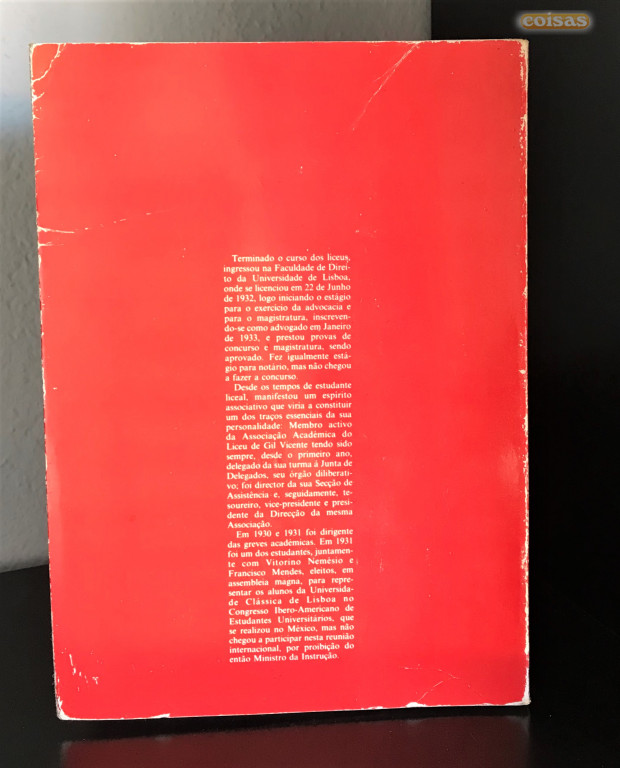 coisas
Terminado o curso dos liceus,
ingressou na Faculdade de Direi-
to da Universidade de Lisboa,
onde se licenciou em 22 de Junho
de 1932, logo iniciando o estágio
para o exercício da advocacia e
para o magistratura, inscreven-
do-se como advogado em Janeiro
de 1933, e prestou provas de
concurso e magistratura, sendo
aprovado. Fez igualmente está-
gio para notário, mas não chegou
a fazer a concurso.
Desde os tempos de estudante
liceal, manifestou um espírito
associativo que viria a constituir
um dos traços essenciais da sua
personalidade: Membro activo
da Associação Académica do
Liceu de Gil Vicente tendo sido
sempre, desde o primeiro ano,
delegado da sua turma à Junta de
Delegados, seu órgão diliberati-
vo; foi director da sua Secção de
Assistência e, seguidamente, te-
soureiro, vice-presidente e presi-
dente da Direcção da mesma
Associação.
Em 1930 e 1931 foi dirigente
das greves académicas. Em 1931
foi um dos estudantes, juntamen-
te com Vitorino Nemésio e
Francisco Mendes, eleitos, em
assembleia magna, para repre-
sentar os alunos da Universida-
de Clássica de Lisboa no
Congresso Ibero-Americano de
Estudantes Universitários, que
se realizou no México, mas não
chegou a participar nesta reunião
internacional, por proibição do
então Ministro da Instrução.